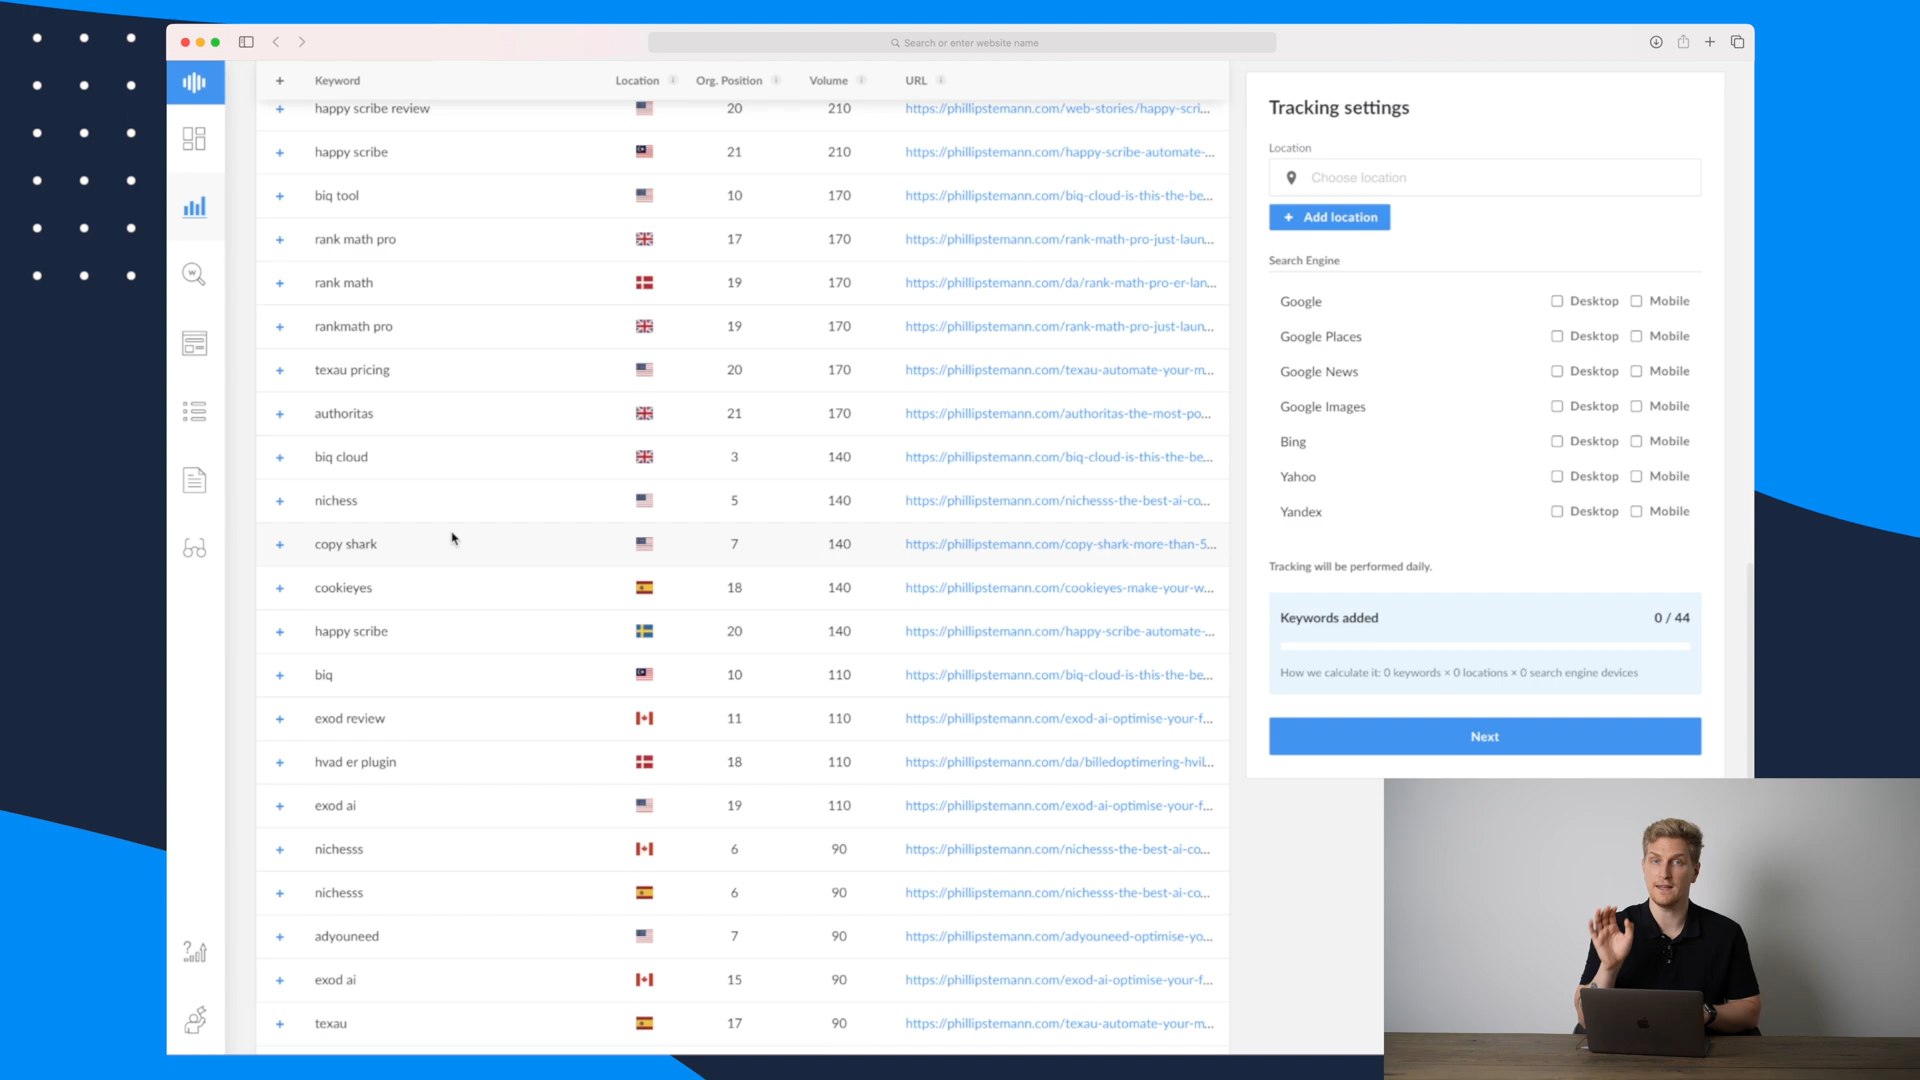 Search or enter website name
+ Keyword Location Org. Position Volume URL
+ happy scribe review 20 210 https://phillipstemann.com/web-stories/happy-scri...
+ happy scribe 21 210 https://phillipstemann.com/happy-scribe-automate-...
+ biq tool 10 170 https://phillipstemann.com/biq-cloud-is-this-the-be...
+ rank math pro 17 170 https://phillipstemann.com/rank-math-pro-just-laun...
+ rank math 19 170 https://phillipstemann.com/da/rank-math-pro-er-lan...
+ rankmath pro 19 170 https://phillipstemann.com/rank-math-pro-just-laun...
+ texau pricing 20 170 https://phillipstemann.com/texau-automate-your-m...
+ authoritas 21 170 https://phillipstemann.com/authoritas-the-most-po...
+ biq cloud 3 140 https://phillipstemann.com/biq-cloud-is-this-the-be...
+ nichess 5 140 https://phillipstemann.com/nichesss-the-best-ai-co...
+ copy shark 7 140 https://phillipstemann.com/copy-shark-more-than-5...
+ cookieyes 18 140 https://phillipstemann.com/cookieyes-make-your-w...
+ happy scribe 20 140 https://phillipstemann.com/happy-scribe-automate-...
+ biq 10 110 https://phillipstemann.com/biq-cloud-is-this-the-be...
+ exod review 11 110 https://phillipstemann.com/exod-ai-optimise-your-f...
+ hvad er plugin 18 110 https://phillipstemann.com/da/billedoptimering-hvil...
+ exod ai 19 110 https://phillipstemann.com/exod-ai-optimise-your-f...
+ nichesss 6 90 https://phillipstemann.com/nichesss-the-best-ai-co...
+ nichesss 6 90 https://phillipstemann.com/nichesss-the-best-ai-co...
+ adyouneed 7 90 https://phillipstemann.com/adyouneed-optimise-yo...
+ exod ai 15 90 https://phillipstemann.com/exod-ai-optimise-your-f...
+ texau 17 90 https://phillipstemann.com/texau-automate-your-m...
Tracking settings
Location
Choose location
+ Add location
Search Engine
Google Desktop Mobile
Google Places Desktop Mobile
Google News Desktop Mobile
Google Images Desktop Mobile
Bing Desktop Mobile
Yahoo Desktop Mobile
Yandex Desktop Mobile
Tracking will be performed daily.
Keywords added 0 / 44
How we calculate it: 0 keywords × 0 locations × 0 search engine devices
Next